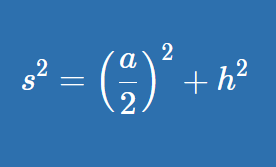 s² = (a/2)² + h²